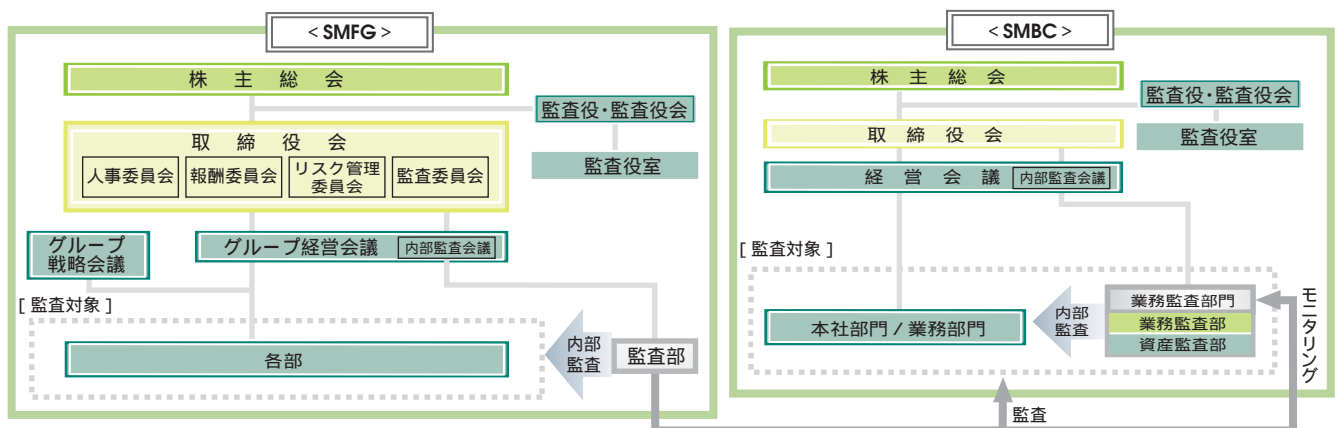 < SMFG >
株主総会
監査役・監査役会
取締役会
人事委員会
報酬委員会
リスク管理
委員会
監査委員会
監査役室
グループ
戦略会議
グループ経営会議
内部監査会議
[ 監査対象 ]
各部
内部
監査
監査部
< SMBC >
株主総会
監査役・監査役会
取締役会
監査役室
経営会議
内部監査会議
[ 監査対象 ]
本社部門 / 業務部門
内部
監査
業務監査部門
業務監査部
資産監査部
モニタリング
監査